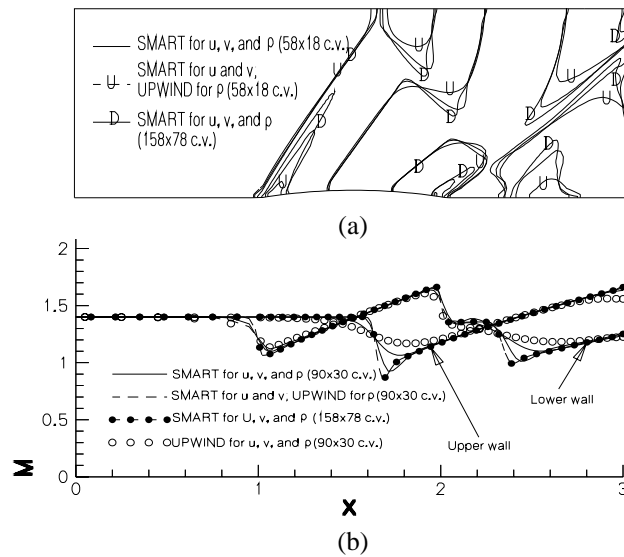 SMART for u, v, and ρ (58x18 c.v.)
SMART for u and v;
UPWIND for ρ (58x18 c.v.)
SMART for u, v, and ρ
(158x78 c.v.)
U
D
U
D
U
U
D
U
D
D
U
D
D
U
D
D
U
D
U
D
U
(a)
2
1.5
1
0.5
0
M
SMART for u, v, and ρ (90x30 c.v.)
SMART for u and v; UPWIND for ρ(90x30 c.v.)
SMART for U, v, and ρ (158x78 c.v.)
UPWIND for u, v, and ρ(90x30 c.v.)
Upper wall
Lower wall
0
1
2
3
X
(b)